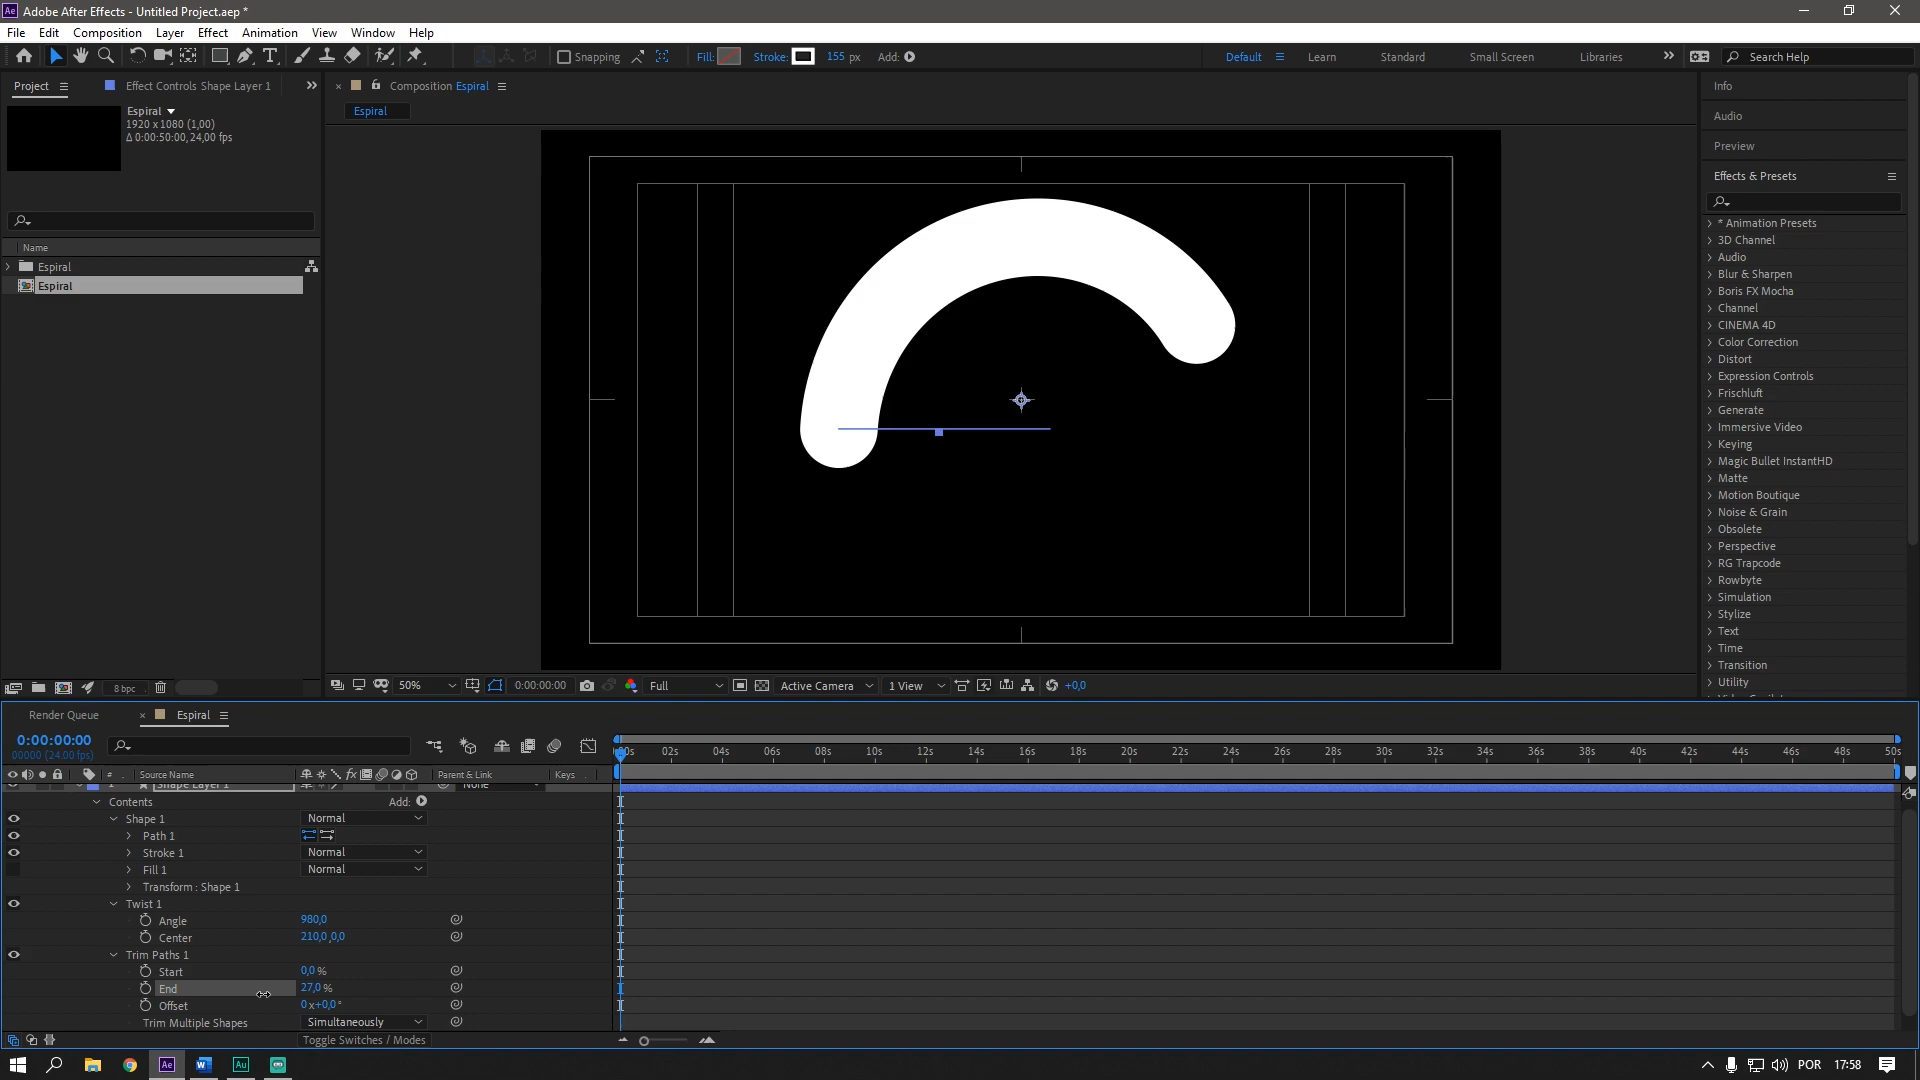 Adobe After Effects - Untitled Project.aep *
File Edit Composition Layer Effect Animation View Window Help
Snapping Fill: Stroke: 155 px Add: Default Learn Standard Small Screen Libraries Search Help
Project Effect Controls Shape Layer 1
Composition Espiral
Info
Espiral
Espiral
1920 x 1080 (1,00)
Δ 0:00:50:00, 24,00 fps
Audio
Preview
Effects & Presets
Name
Espiral
Espiral
* Animation Presets
3D Channel
Audio
Blur & Sharpen
Boris FX Mocha
Channel
CINEMA 4D
Color Correction
Distort
Expression Controls
Frischluft
Generate
Immersive Video
Keying
Magic Bullet InstantHD
Matte
Motion Boutique
Noise & Grain
Obsolete
Perspective
RG Trapcode
Rowbyte
Simulation
Stylize
Text
Time
Transition
Utility
8 bpc
50% 0:00:00:00 Full Active Camera 1 View +0,0
Render Queue Espiral
0:00:00:00
00000 (24.00 fps)
00s 02s 04s 06s 08s 10s 12s 14s 16s 18s 20s 22s 24s 26s 28s 30s 32s 34s 36s 38s 40s 42s 44s 46s 48s 50s
# Source Name Parent & Link Keys
1 Shape Layer 1 None
Contents Add:
Shape 1 Normal
Path 1
Stroke 1 Normal
Fill 1 Normal
Transform : Shape 1
Twist 1
Angle 980,0
Center 210,0,0,0
Trim Paths 1
Start 0,0 %
End 27,0 %
Offset 0 x+0,0 °
Trim Multiple Shapes Simultaneously
Toggle Switches / Modes
Ae W Au POR 17:58